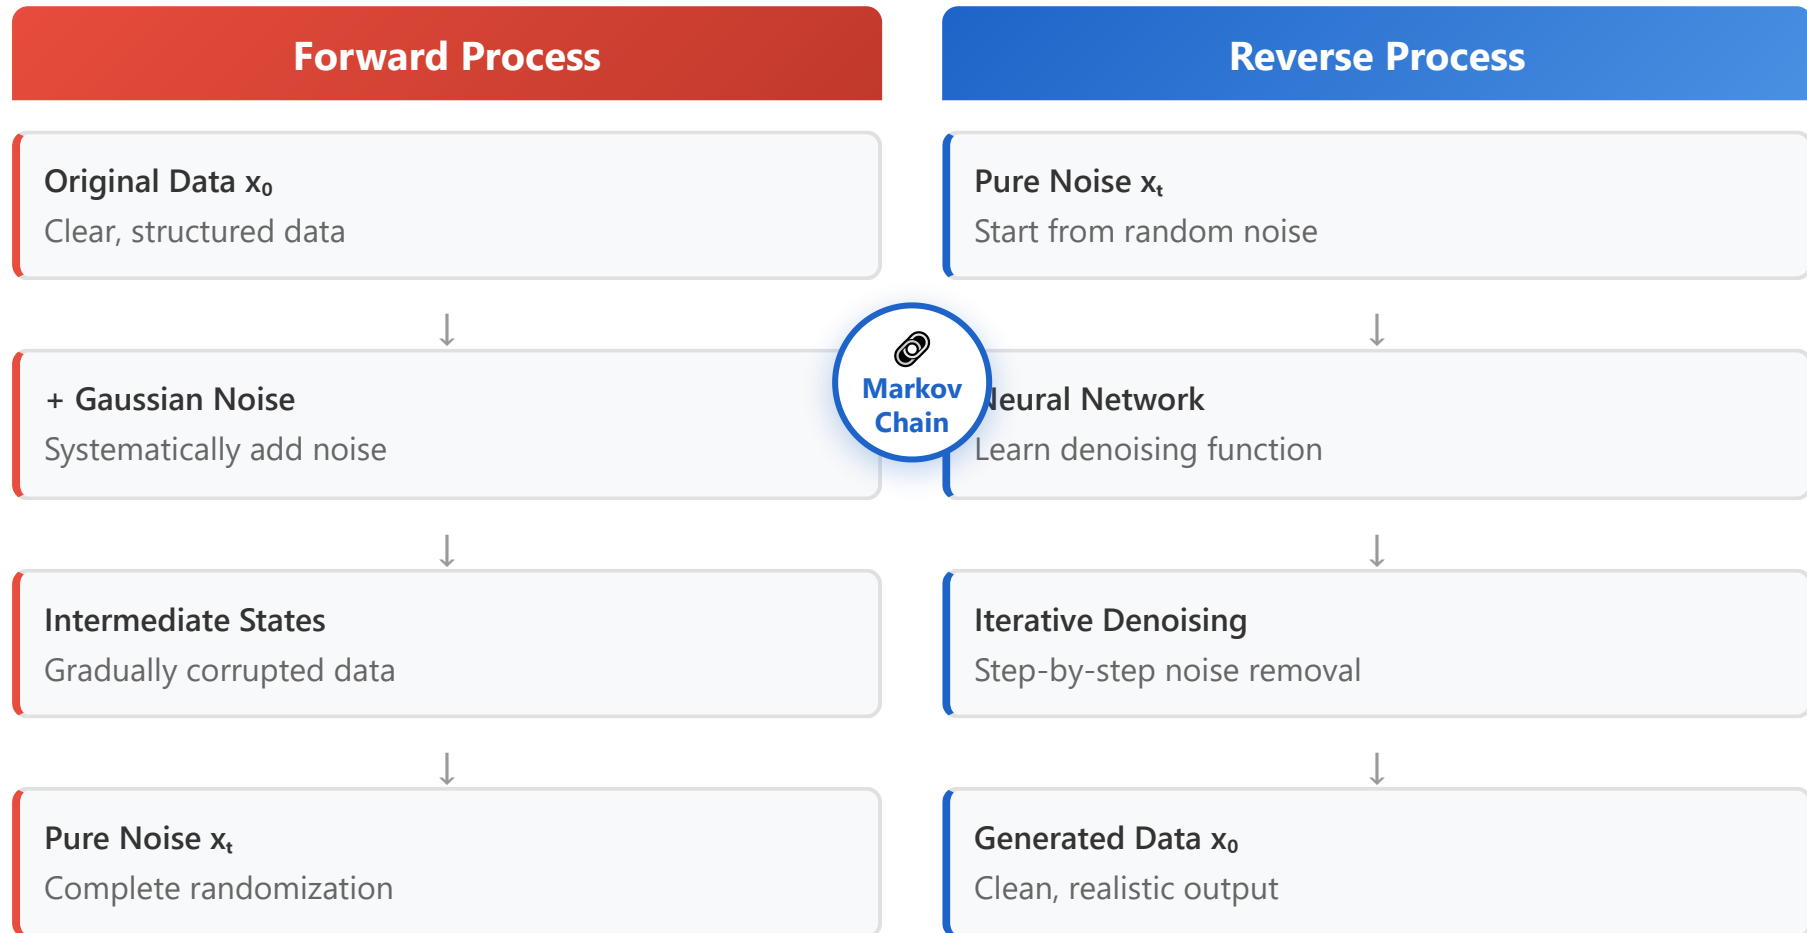 Forward Process
Original Data x₀
Clear, structured data
↓
+ Gaussian Noise
Systematically add noise
↓
Intermediate States
Gradually corrupted data
↓
Pure Noise xₜ
Complete randomization
Markov
Chain
Reverse Process
Pure Noise xₜ
Start from random noise
↓
Neural Network
Learn denoising function
↓
Iterative Denoising
Step-by-step noise removal
↓
Generated Data x₀
Clean, realistic output